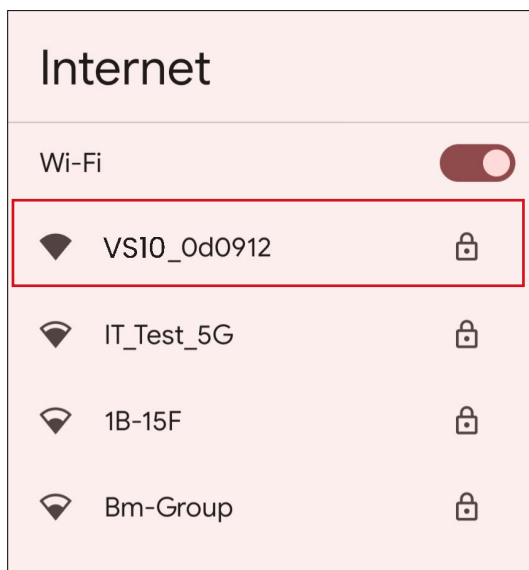 Internet
Wi-Fi
VS10_0d0912
IT_Test_5G
1B-15F
Bm-Group